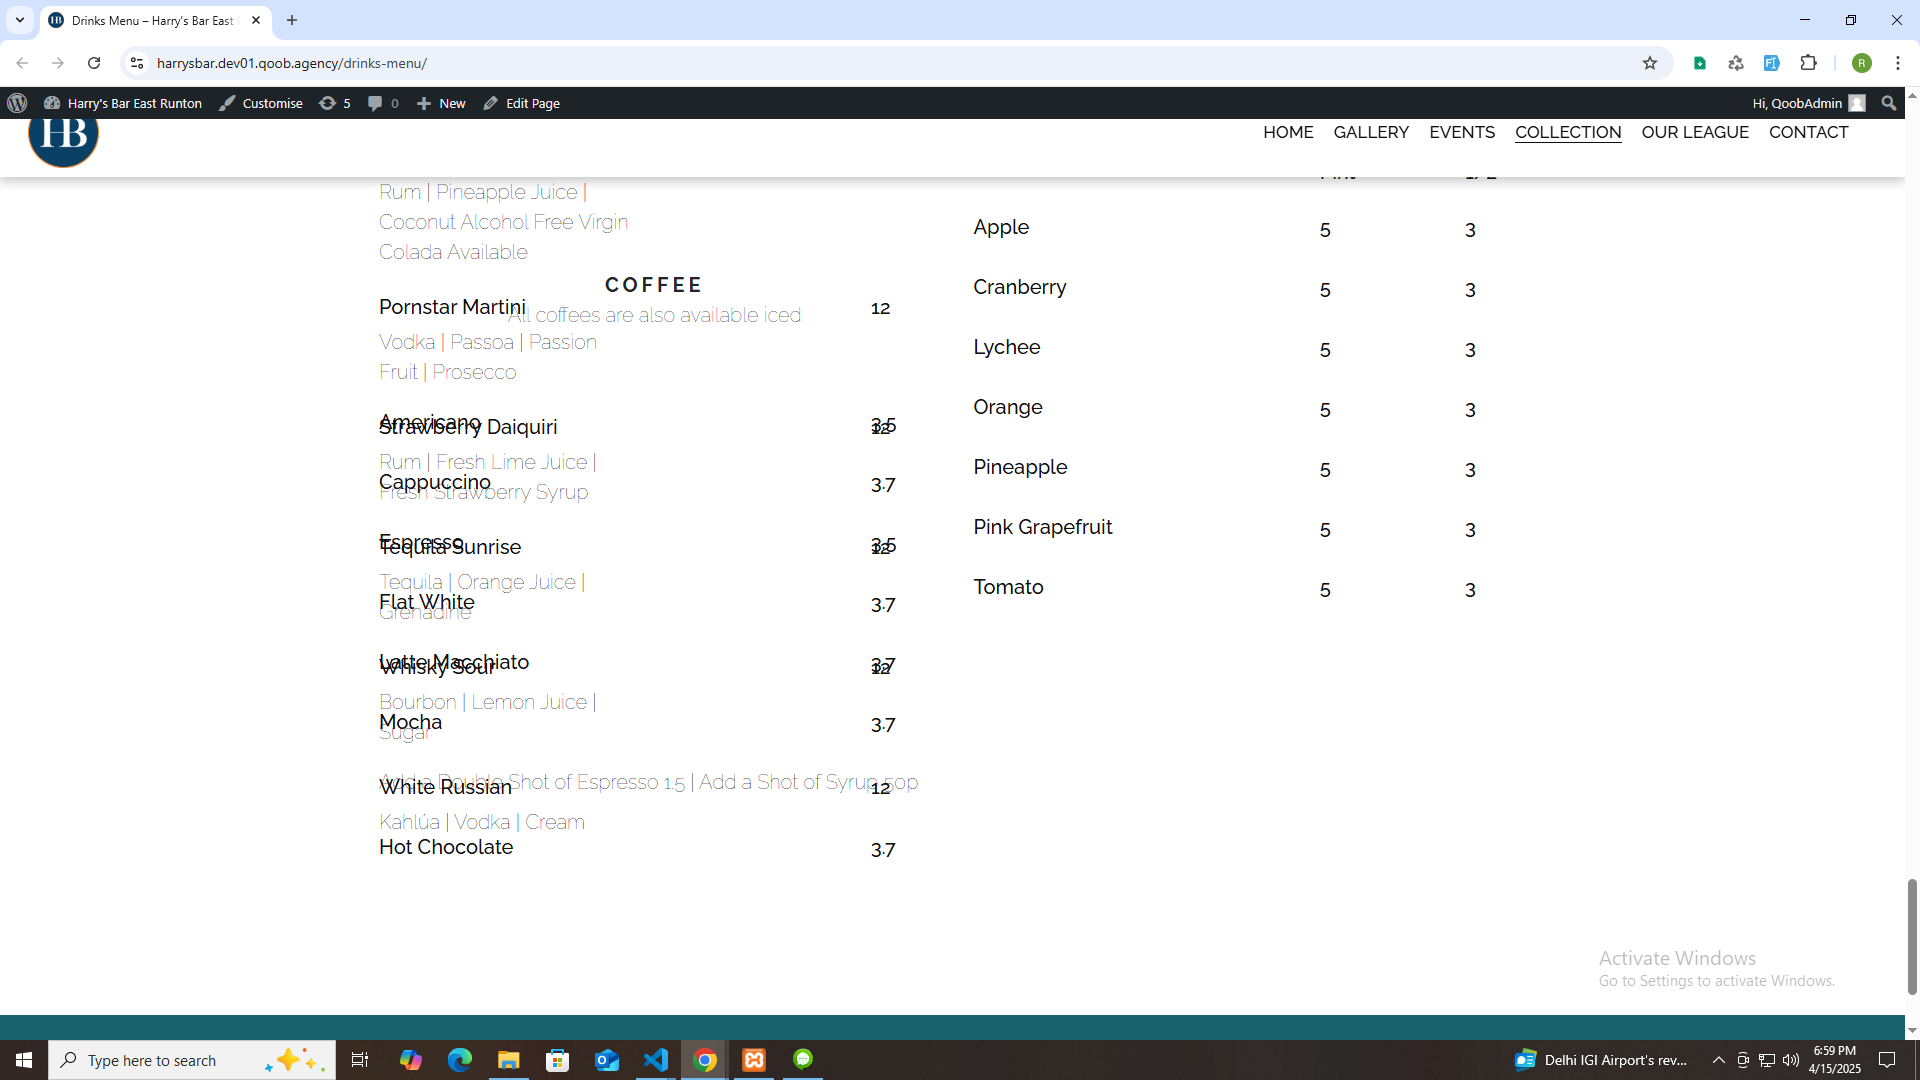 Drinks Menu – Harry's Bar East
harrysbar.dev01.qoob.agency/drinks-menu/
R
Harry's Bar East Runton
Customise
5
0
New
Edit Page
Hi, QoobAdmin
HB
HOME
GALLERY
EVENTS
COLLECTION
OUR LEAGUE
CONTACT
Rum | Pineapple Juice |
Coconut Alcohol Free Virgin
Colada Available
COFFEE
All coffees are also available iced
Pornstar Martini 12
Vodka | Passoa | Passion
Fruit | Prosecco
Americano 3.5
Strawberry Daiquiri 12
Rum | Fresh Lime Juice |
Cappuccino 3.7
Fresh Strawberry Syrup
Espresso 3.5
Tequila Sunrise 12
Tequila | Orange Juice |
Flat White 3.7
Grenadine
Latte Macchiato 3.7
Whisky Sour 12
Bourbon | Lemon Juice |
Mocha 3.7
Sugar
Add a Double Shot of Espresso 1.5 | Add a Shot of Syrup 50p
White Russian 12
Kahlúa | Vodka | Cream
Hot Chocolate 3.7
Pint 1/2
Apple 5 3
Cranberry 5 3
Lychee 5 3
Orange 5 3
Pineapple 5 3
Pink Grapefruit 5 3
Tomato 5 3
Activate Windows
Go to Settings to activate Windows.
Type here to search
Delhi IGI Airport's rev...
6:59 PM
4/15/2025